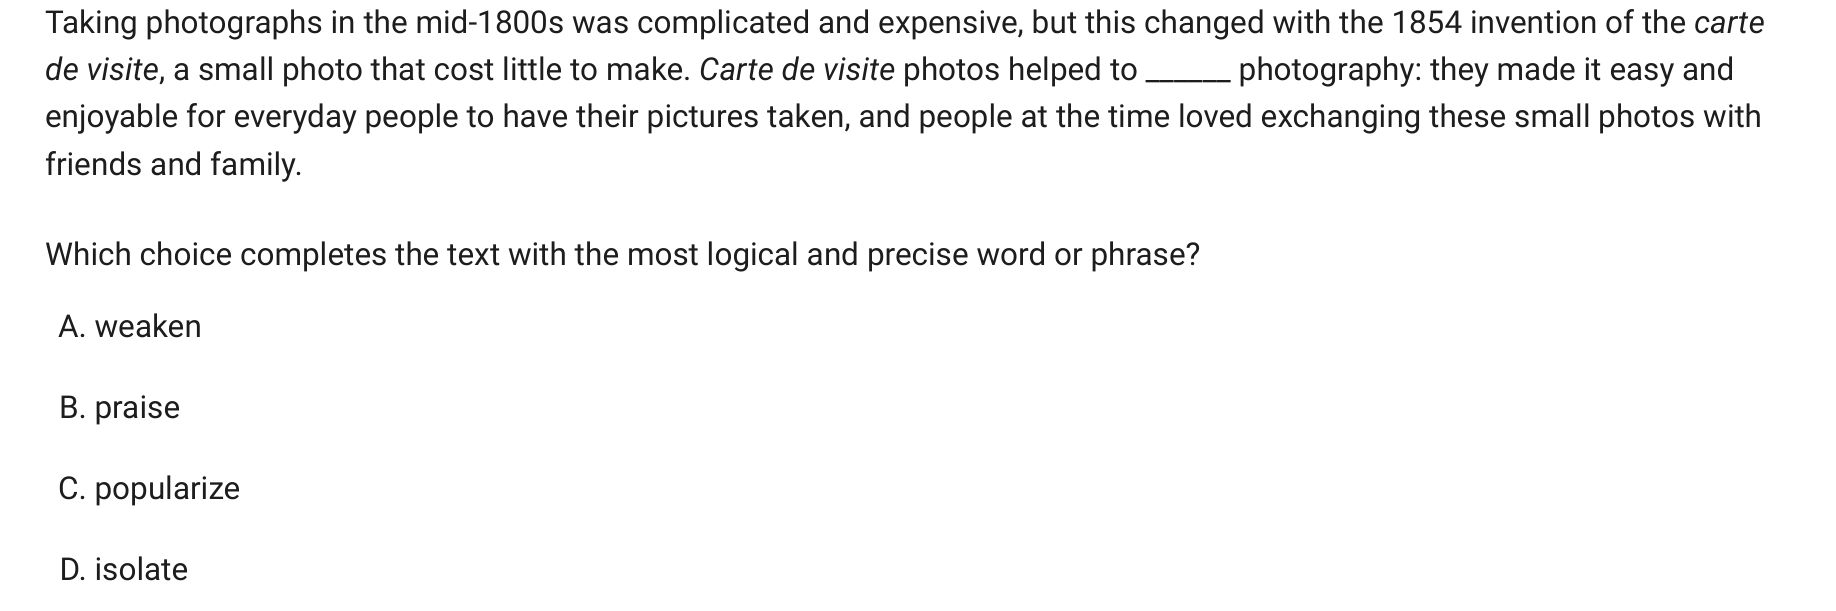 Taking photographs in the mid-1800s was complicated and expensive, but this changed with the 1854 invention of the carte
de visite, a small photo that cost little to make. Carte de visite photos helped to ______ photography: they made it easy and
enjoyable for everyday people to have their pictures taken, and people at the time loved exchanging these small photos with
friends and family.
Which choice completes the text with the most logical and precise word or phrase?
A. weaken
B. praise
C. popularize
D. isolate